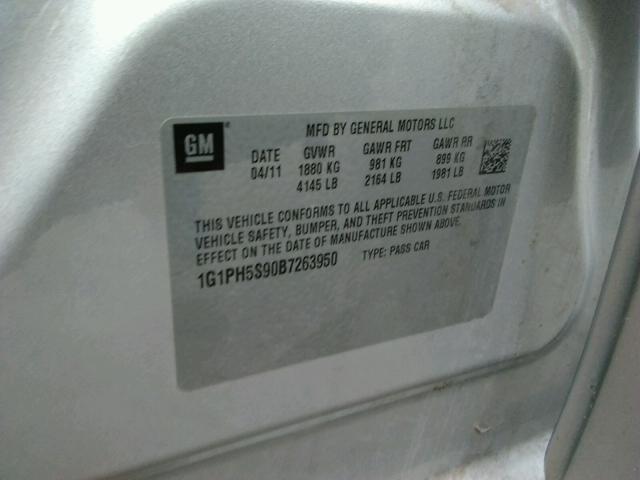 GM®
MFD BY GENERAL MOTORS LLC
DATE GVWR GAWR FRT GAWR RR
04/11 1880 KG 981 KG 899 KG
4145 LB 2164 LB 1981 LB
THIS VEHICLE CONFORMS TO ALL APPLICABLE U.S. FEDERAL MOTOR
VEHICLE SAFETY, BUMPER, AND THEFT PREVENTION STANDARDS IN
EFFECT ON THE DATE OF MANUFACTURE SHOWN ABOVE.
1G1PH5S90B7263950 TYPE: PASS CAR